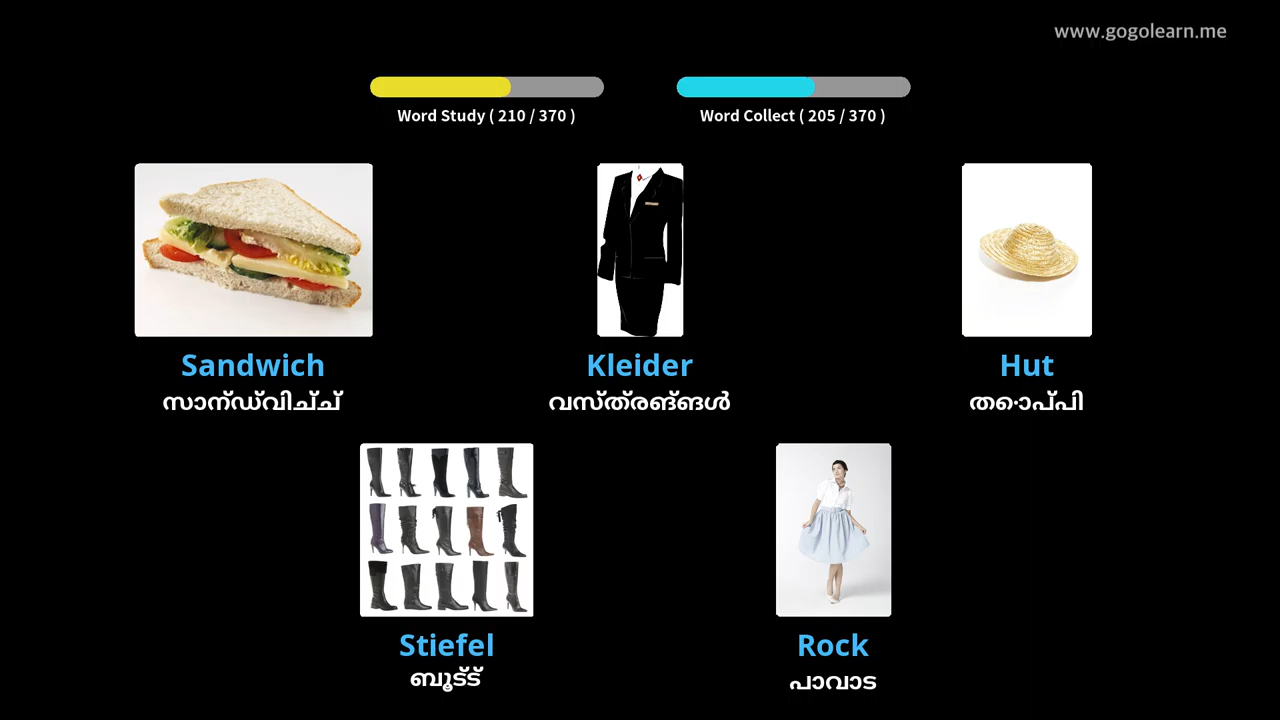 www.gogolearn.me
Word Study ( 210 / 370 )
Word Collect ( 205 / 370 )
Sandwich
സാന്ഡ്വിച്ച്
Kleider
വസ്ത്രങ്ങൾ
Hut
തൊപ്പി
Stiefel
ബൂട്ട്
Rock
പാവാട